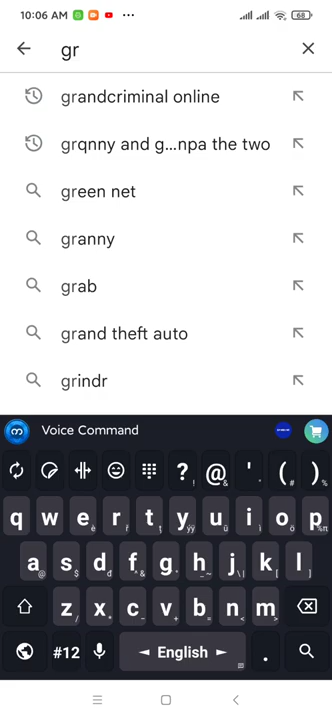 10:06 AM
68
gr
grandcriminal online
grqnny and g...npa the two
green net
granny
grab
grand theft auto
grindr
Voice Command
? ! @ & ' ( # ) %
q w e è r ř t ț y ýÿ u û i ì o ö p %π
a @ s $ d đ f ^& g h j \| k [ l ]
z / x c v b n < m >
#12 ◄ English ► .